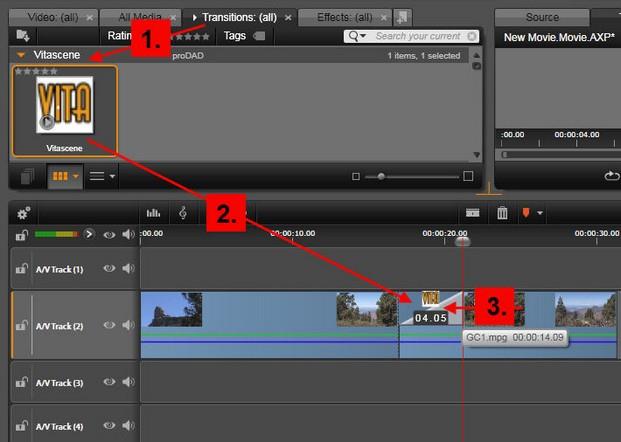 Video: (all) ×
All Media ×
Transitions: (all) ×
Effects: (all) ×
Source
1.
Tags
Search your current
New Movie.Movie.AXP*
Vitascene
proDAD
1 items, 1 selected
VITA
Vitascene
:00.00
00:00:04.00
2.
:00.00
00:00:10.00
00:00:20.00
00:00:30.00
A/V Track (1)
VITA
3.
A/V Track (2)
04.05
GC1.mpg 00:00:14.09
A/V Track (3)
A/V Track (4)